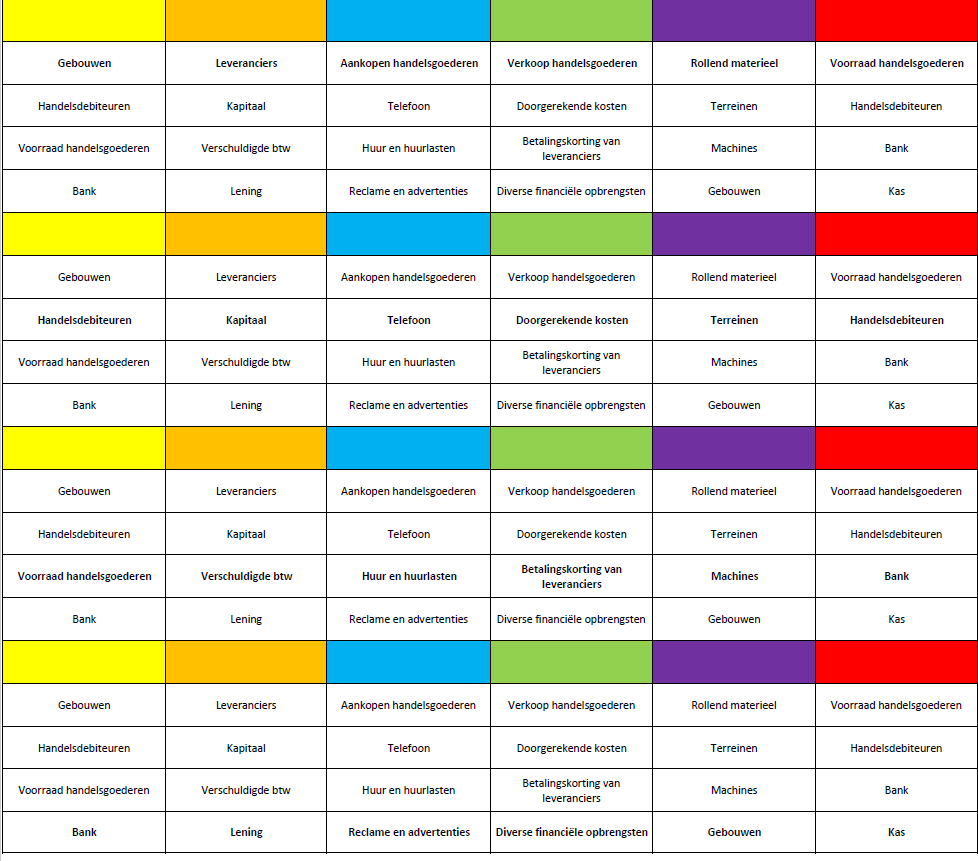 Gebouwen Leveranciers Aankopen handelsgoederen Verkoop handelsgoederen Rollend materieel Voorraad handelsgoederen
Handelsdebiteuren Kapitaal Telefoon Doorgerekende kosten Terreinen Handelsdebiteuren
Voorraad handelsgoederen Verschuldigde btw Huur en huurlasten Betalingskorting van leveranciers Machines Bank
Bank Lening Reclame en advertenties Diverse financiële opbrengsten Gebouwen Kas
Gebouwen Leveranciers Aankopen handelsgoederen Verkoop handelsgoederen Rollend materieel Voorraad handelsgoederen
Handelsdebiteuren Kapitaal Telefoon Doorgerekende kosten Terreinen Handelsdebiteuren
Voorraad handelsgoederen Verschuldigde btw Huur en huurlasten Betalingskorting van leveranciers Machines Bank
Bank Lening Reclame en advertenties Diverse financiële opbrengsten Gebouwen Kas
Gebouwen Leveranciers Aankopen handelsgoederen Verkoop handelsgoederen Rollend materieel Voorraad handelsgoederen
Handelsdebiteuren Kapitaal Telefoon Doorgerekende kosten Terreinen Handelsdebiteuren
Voorraad handelsgoederen Verschuldigde btw Huur en huurlasten Betalingskorting van leveranciers Machines Bank
Bank Lening Reclame en advertenties Diverse financiële opbrengsten Gebouwen Kas
Gebouwen Leveranciers Aankopen handelsgoederen Verkoop handelsgoederen Rollend materieel Voorraad handelsgoederen
Handelsdebiteuren Kapitaal Telefoon Doorgerekende kosten Terreinen Handelsdebiteuren
Voorraad handelsgoederen Verschuldigde btw Huur en huurlasten Betalingskorting van leveranciers Machines Bank
Bank Lening Reclame en advertenties Diverse financiële opbrengsten Gebouwen Kas